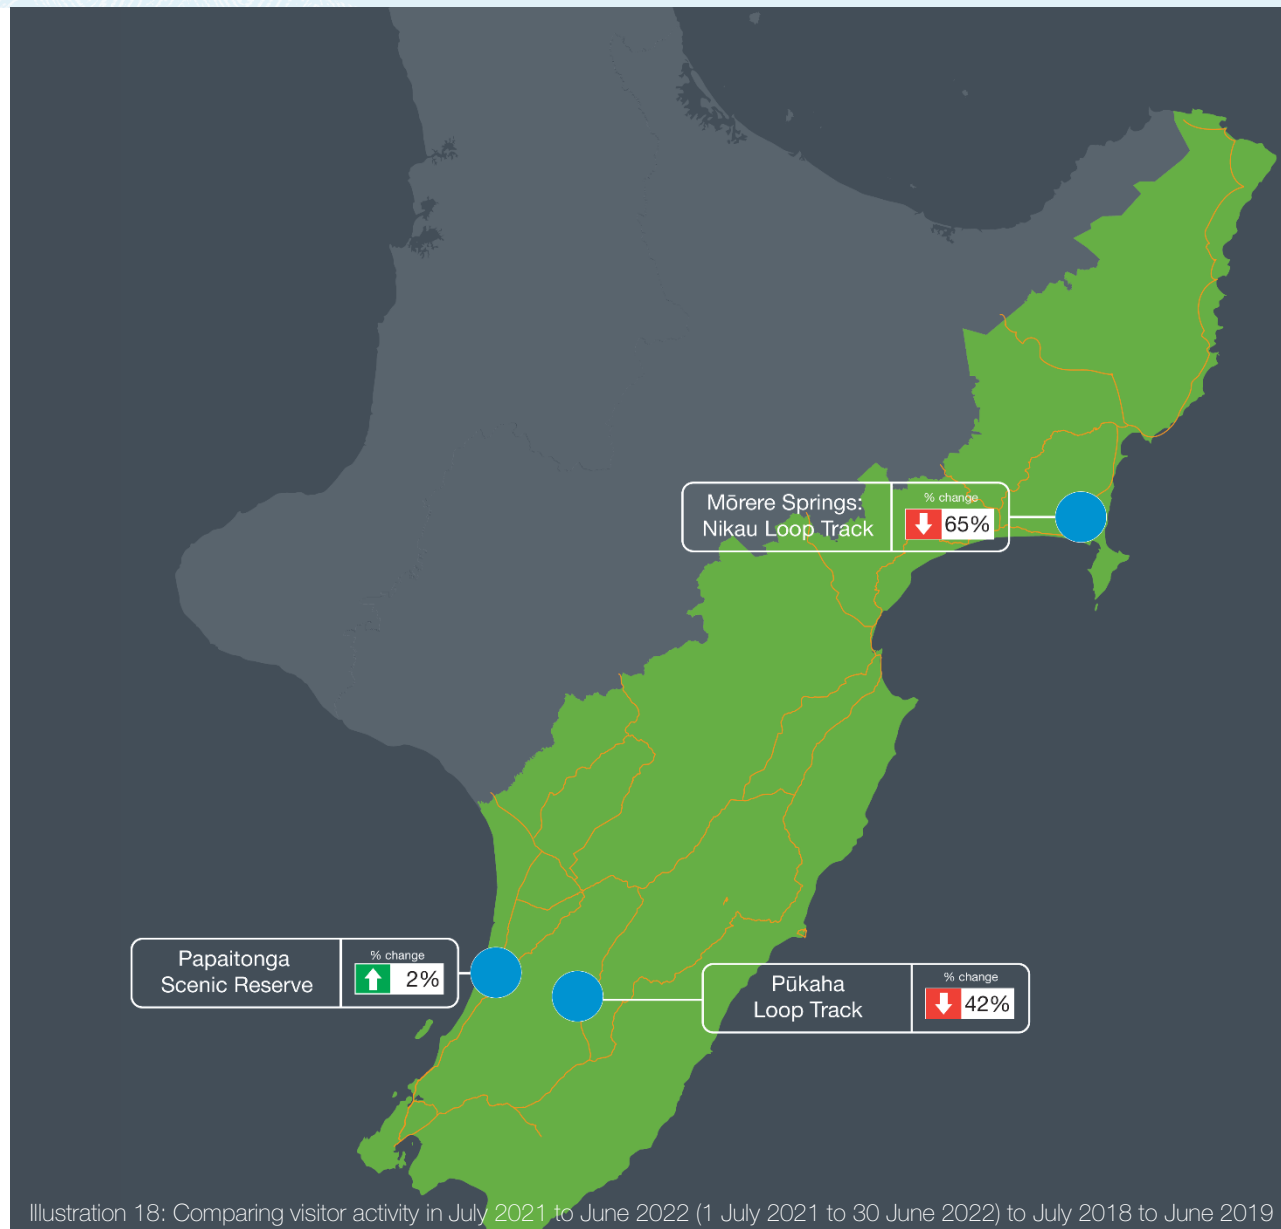 Mōrere Springs:
Nikau Loop Track
% change
65%
Papaitonga
Scenic Reserve
% change
2%
Pūkaha
Loop Track
% change
42%
Illustration 18: Comparing visitor activity in July 2021 to June 2022 (1 July 2021 to 30 June 2022) to July 2018 to June 2019